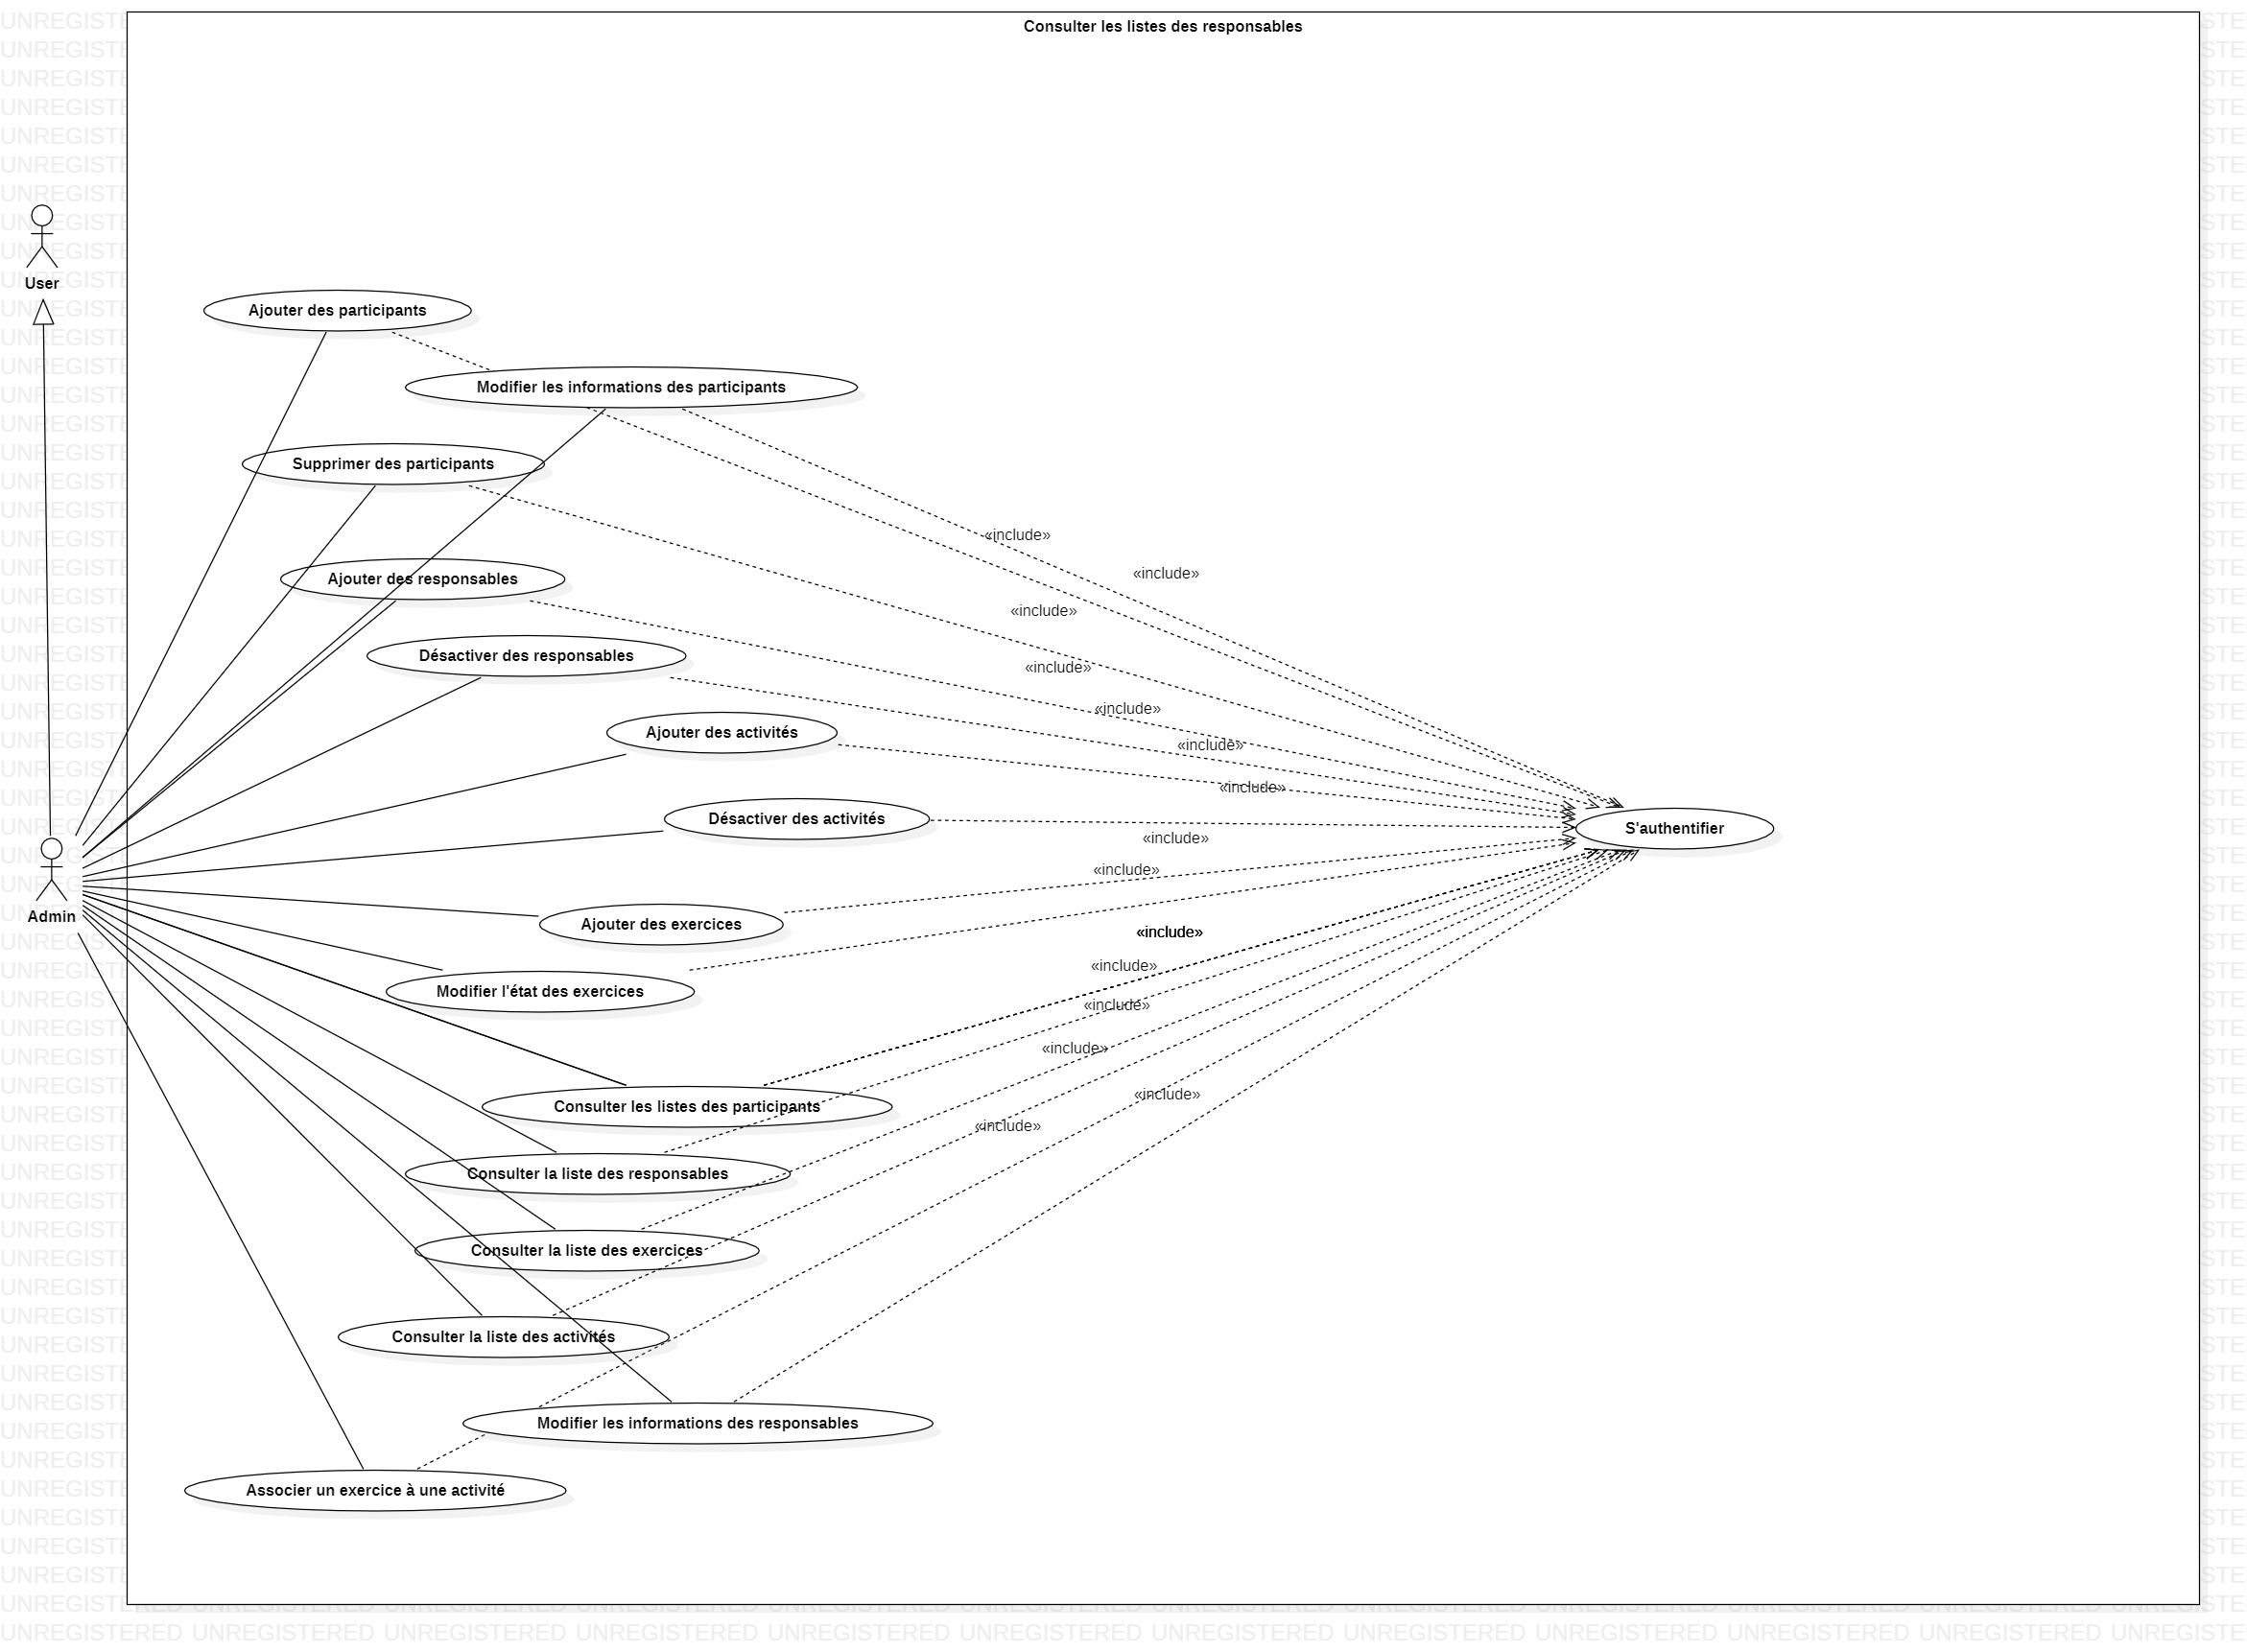 Consulter les listes des responsables
User
Ajouter des participants
Modifier les informations des participants
Supprimer des participants
«include»
«include»
Ajouter des responsables
«include»
Désactiver des responsables
«include»
«include»
Ajouter des activités
«include»
«include»
Désactiver des activités
S'authentifier
«include»
«include»
Admin
Ajouter des exercices
«include»
«include»
Modifier l'état des exercices
«include»
«include»
«include»
Consulter les listes des participants
«include»
Consulter la liste des responsables
Consulter la liste des exercices
Consulter la liste des activités
Modifier les informations des responsables
Associer un exercice à une activité
UNREGISTERED UNREGISTERED UNREGISTERED UNREGISTERED UNREGISTERED UNREGISTERED UNREGISTERED UNREGISTERED UNREGISTERED UNREGISTERED UNREGISTERED